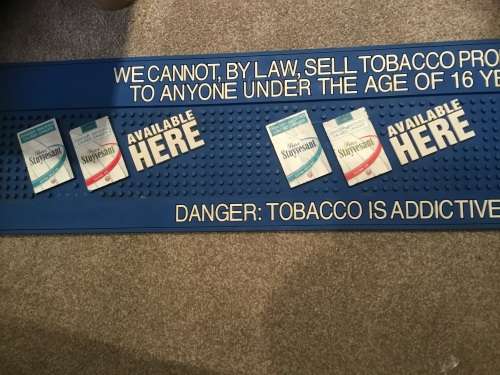 WE CANNOT, BY LAW, SELL TOBACCO PRO
TO ANYONE UNDER THE AGE OF 16 YE
Stuyvesant
Stuyvesant
AVAILABLE
HERE
Stuyvesant
Stuyvesant
AVAILABLE
HERE
DANGER: TOBACCO IS ADDICTIVE